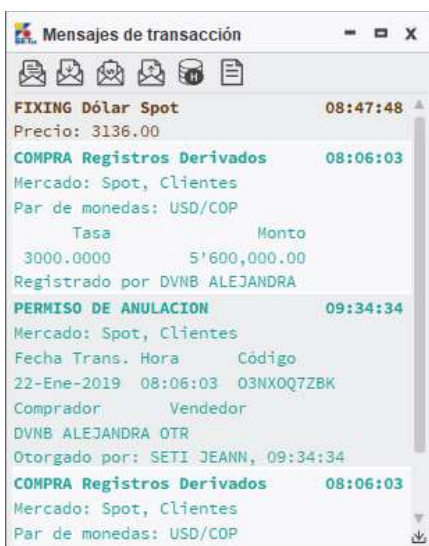 Mensajes de transacción
FIXING Dólar Spot 08:47:48
Precio: 3136.00
COMPRA Registros Derivados 08:06:03
Mercado: Spot, Clientes
Par de monedas: USD/COP
Tasa Monto
3000.0000 5'600,000.00
Registrado por DVNB ALEJANDRA
PERMISO DE ANULACION 09:34:34
Mercado: Spot, Clientes
Fecha Trans. Hora Código
22-Ene-2019 08:06:03 O3NXOQ7ZBK
Comprador Vendedor
DVNB ALEJANDRA OTR
Otorgado por: SETI JEANN, 09:34:34
COMPRA Registros Derivados 08:06:03
Mercado: Spot, Clientes
Par de monedas: USD/COP